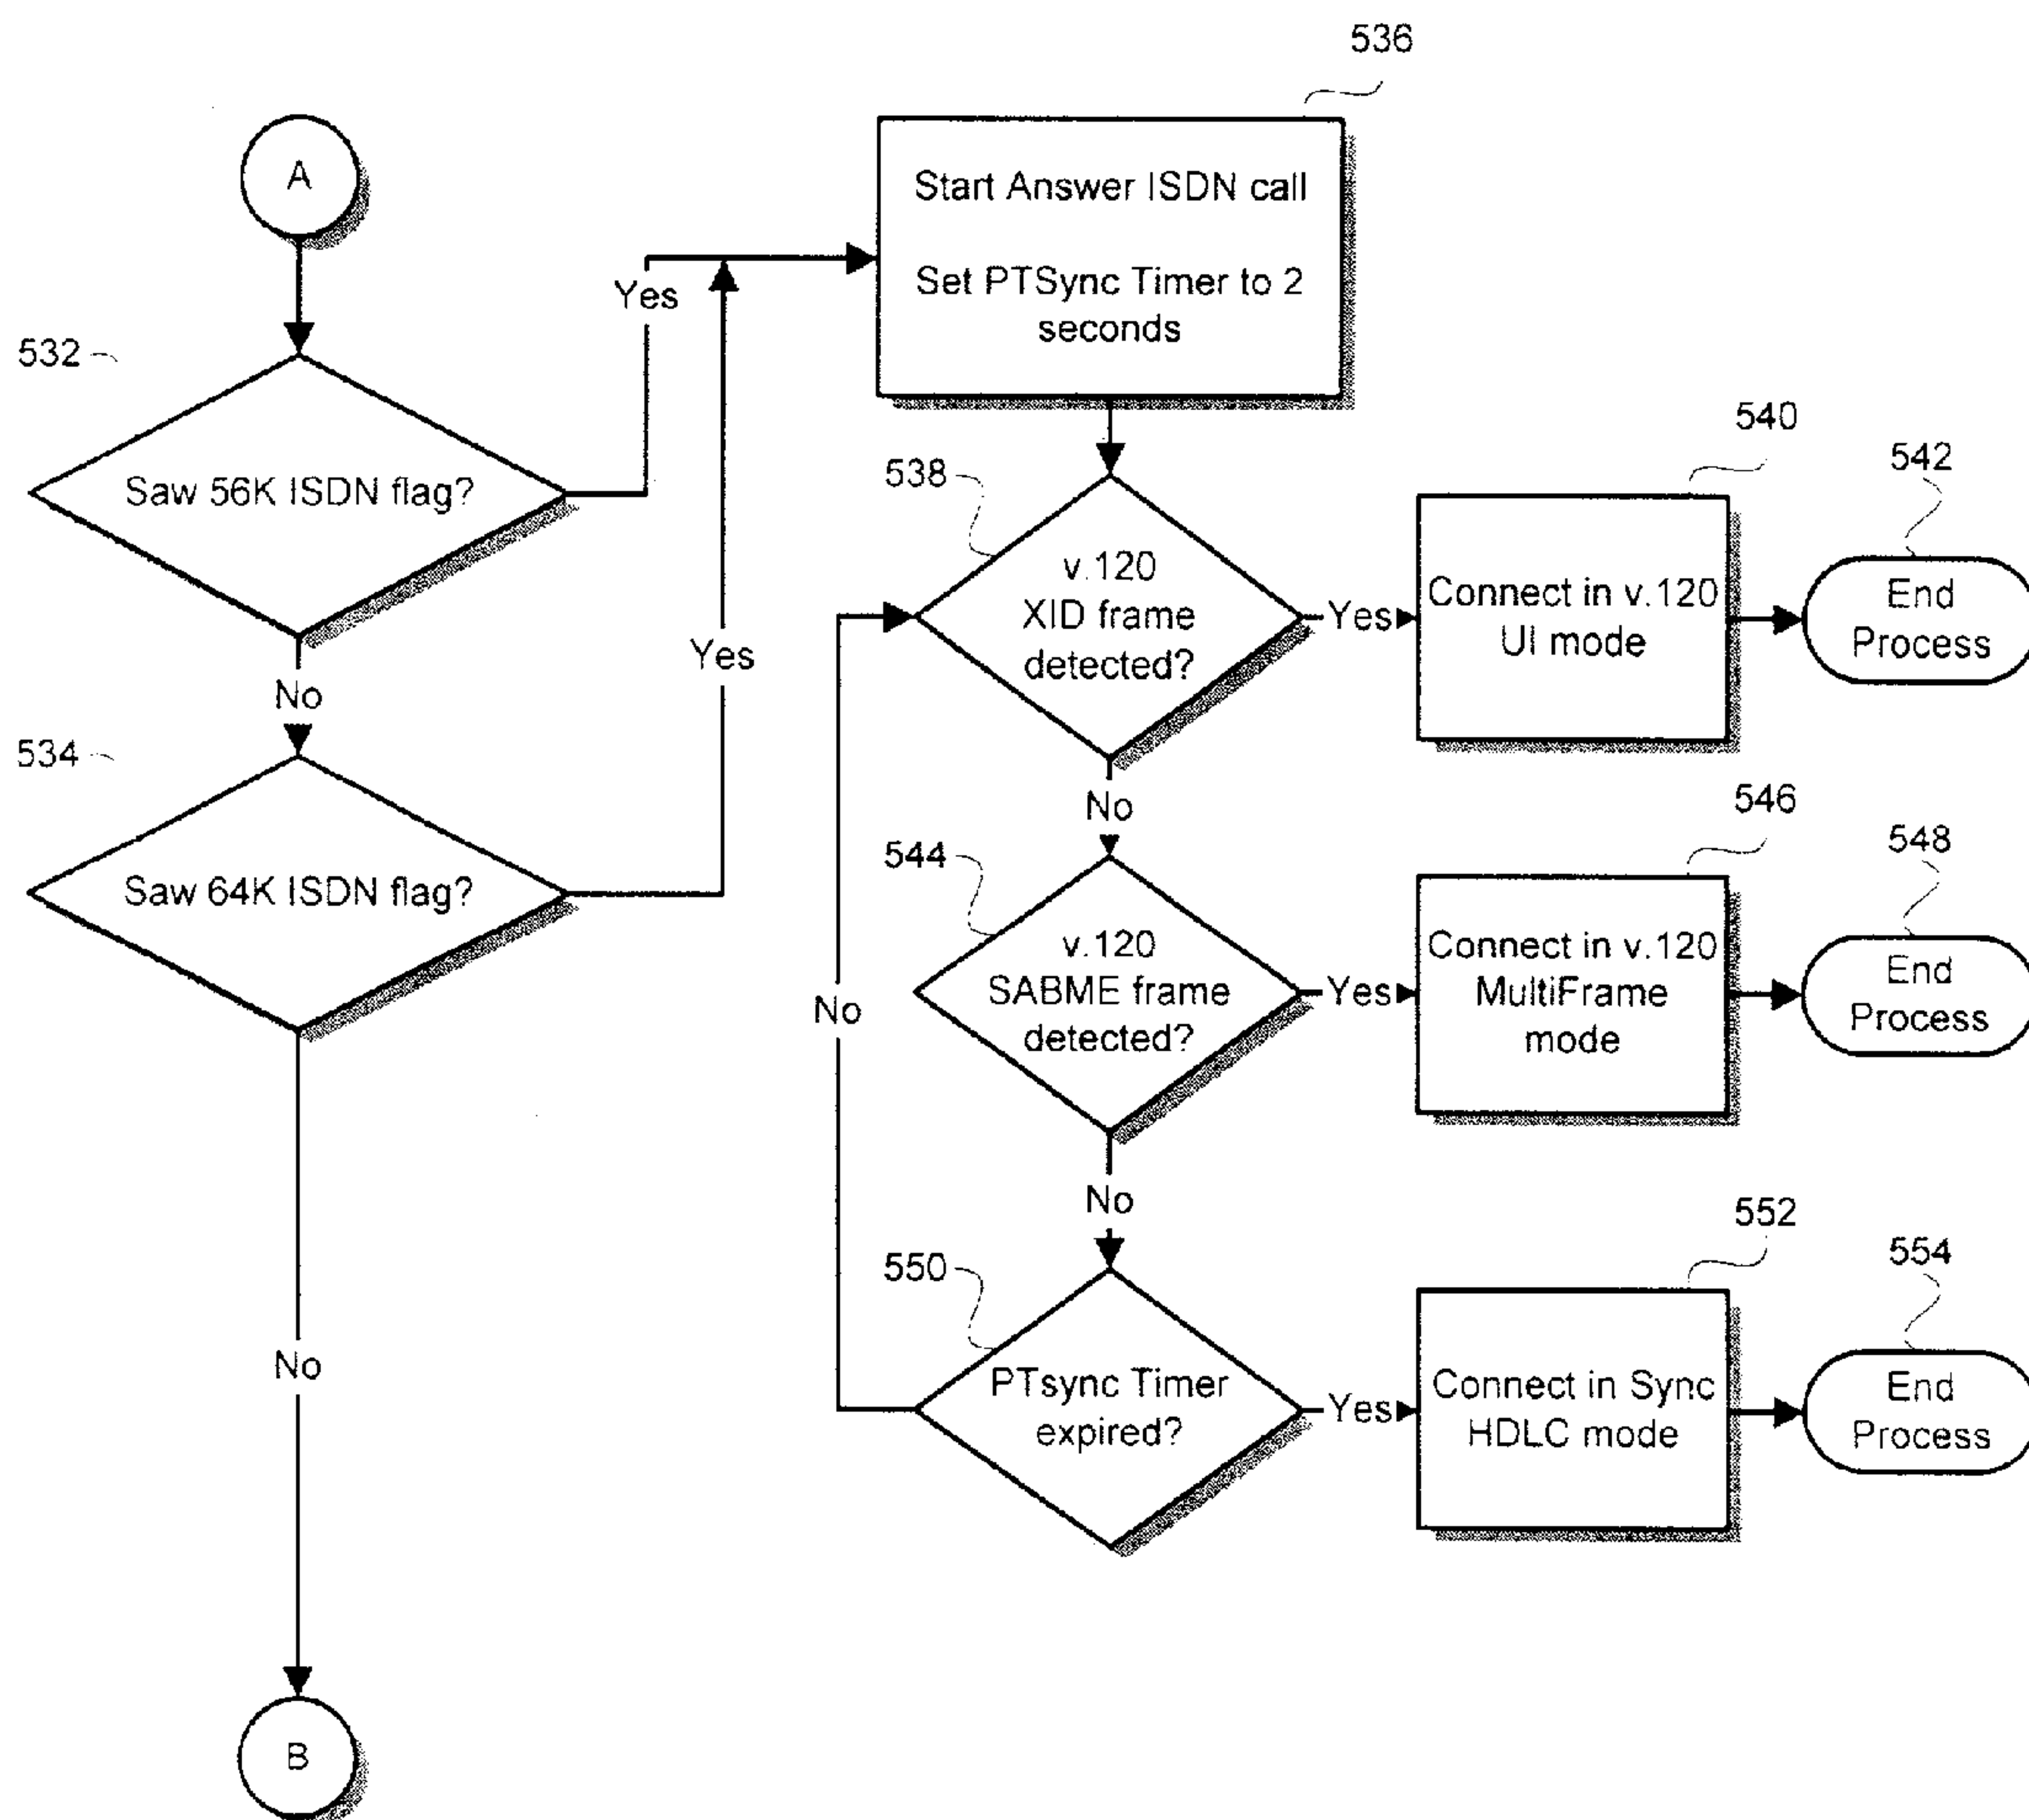 536
A
Start Answer ISDN call
Set PTSync Timer to 2
seconds
Yes
532
Saw 56K ISDN flag?
No
Yes
534
Saw 64K ISDN flag?
No
B
538
v.120
XID frame
detected?
Yes
540
Connect in v.120
UI mode
542
End
Process
No
544
v.120
SABME frame
detected?
Yes
546
Connect in v.120
MultiFrame
mode
548
End
Process
No
No
550
PTsync Timer
expired?
Yes
552
Connect in Sync
HDLC mode
554
End
Process